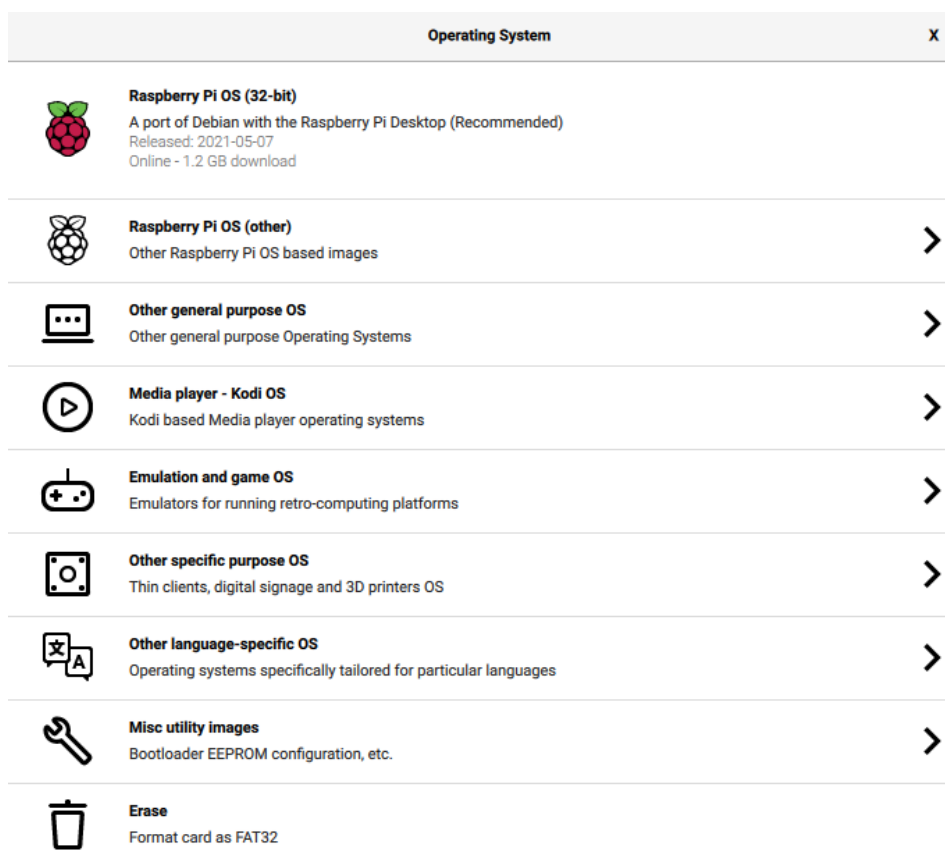 Operating System
X
Raspberry Pi OS (32-bit)
A port of Debian with the Raspberry Pi Desktop (Recommended)
Released: 2021-05-07
Online - 1.2 GB download
Raspberry Pi OS (other)
Other Raspberry Pi OS based images
Other general purpose OS
Other general purpose Operating Systems
Media player - Kodi OS
Kodi based Media player operating systems
Emulation and game OS
Emulators for running retro-computing platforms
Other specific purpose OS
Thin clients, digital signage and 3D printers OS
文
A
Other language-specific OS
Operating systems specifically tailored for particular languages
Misc utility images
Bootloader EEPROM configuration, etc.
Erase
Format card as FAT32